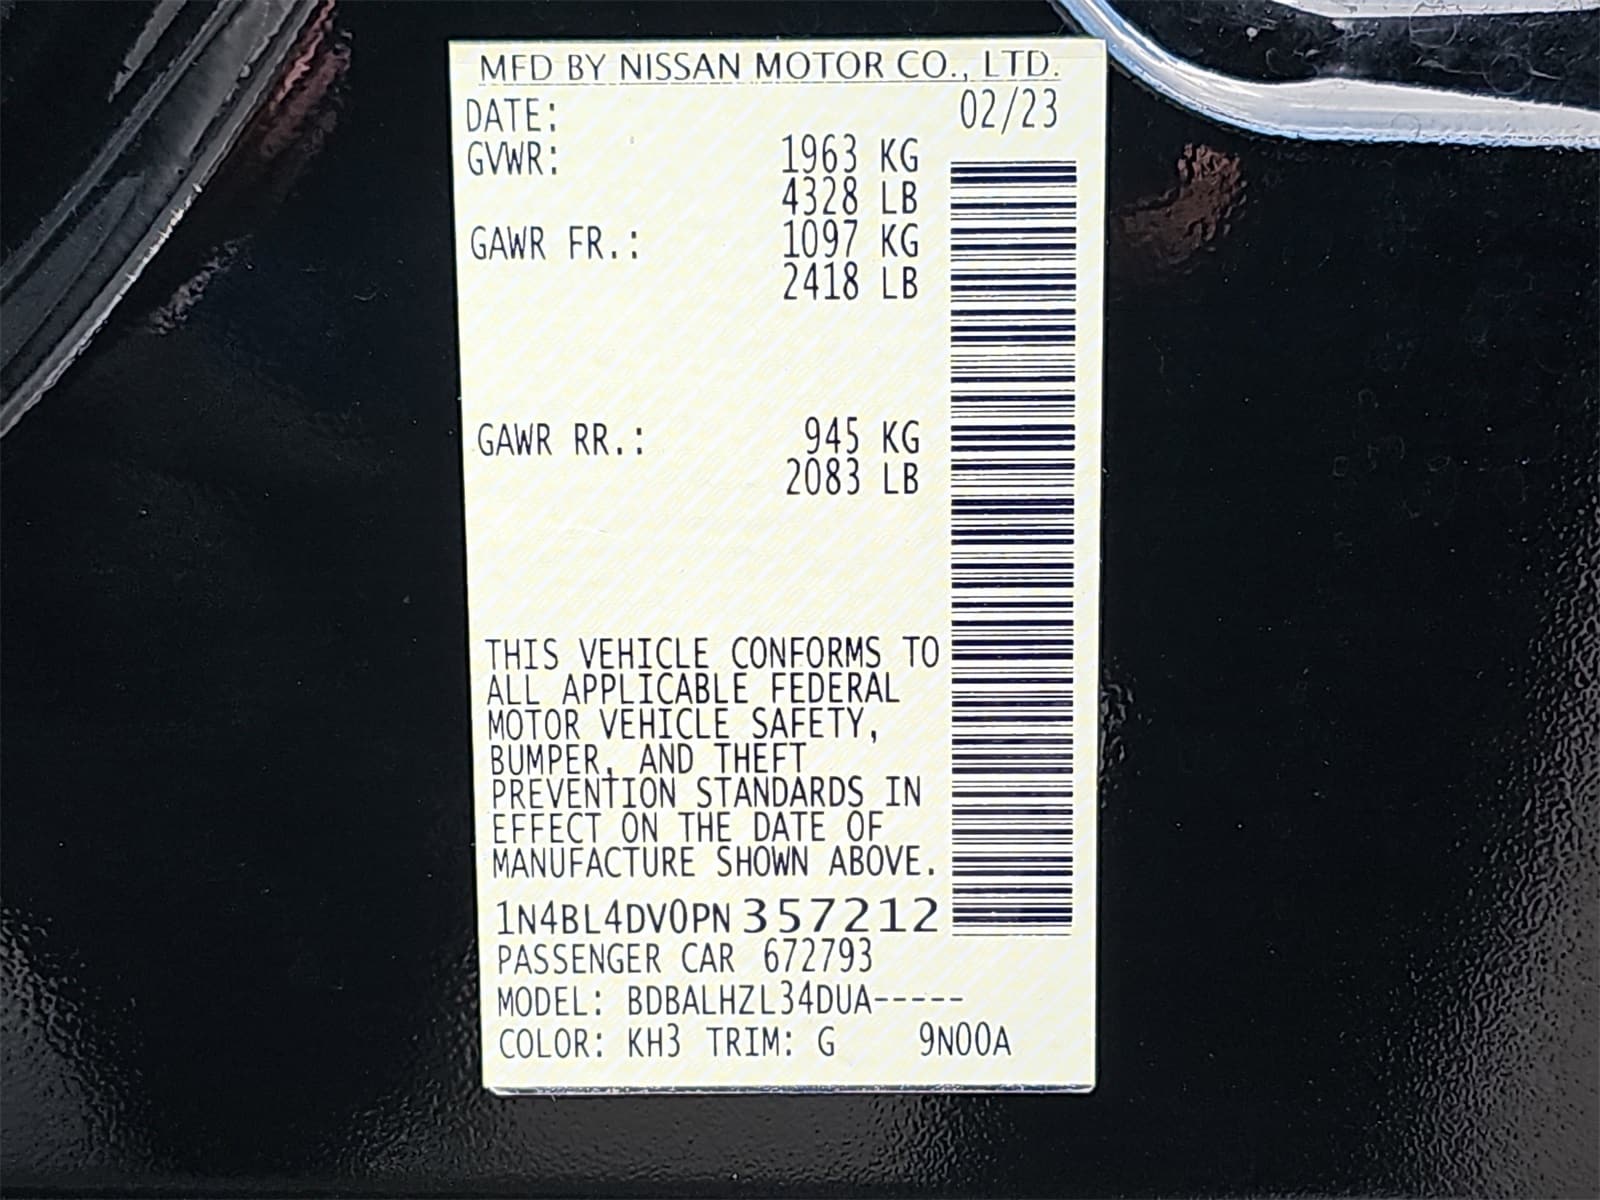 MFD BY NISSAN MOTOR CO., LTD.
DATE: 02/23
GVWR: 1963 KG
4328 LB
GAWR FR.: 1097 KG
2418 LB
GAWR RR.: 945 KG
2083 LB
THIS VEHICLE CONFORMS TO
ALL APPLICABLE FEDERAL
MOTOR VEHICLE SAFETY,
BUMPER, AND THEFT
PREVENTION STANDARDS IN
EFFECT ON THE DATE OF
MANUFACTURE SHOWN ABOVE.
1N4BL4DV0PN357212
PASSENGER CAR 672793
MODEL: BDBALHZL34DUA-----
COLOR: KH3 TRIM: G 9N00A